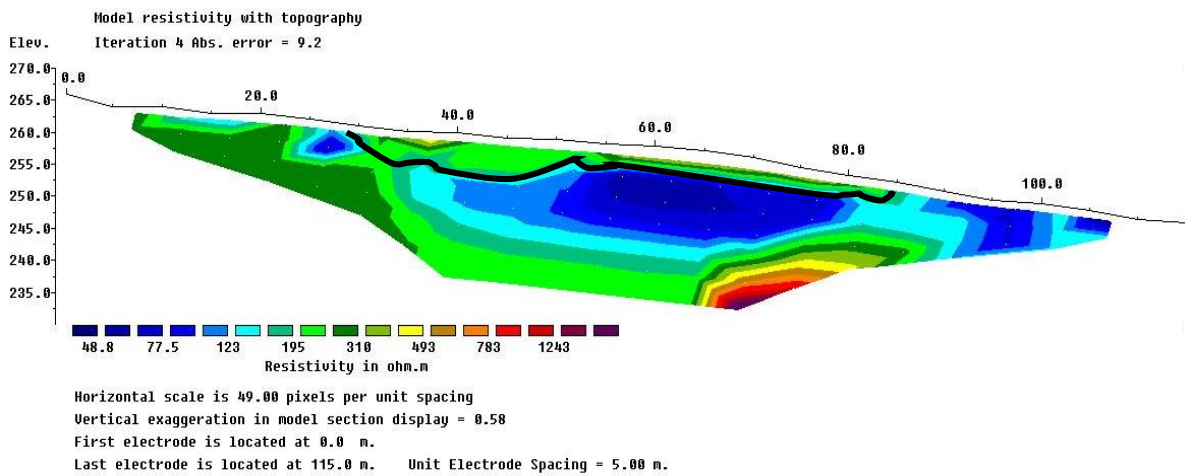 Model resistivity with topography
Elev. Iteration 4 Abs. error = 9.2
270.0
0.0
265.0
20.0
260.0
40.0
60.0
255.0
80.0
250.0
100.0
245.0
240.0
235.0
48.8 77.5 123 195 310 493 783 1243
Resistivity in ohm.m
Horizontal scale is 49.00 pixels per unit spacing
Vertical exaggeration in model section display = 0.58
First electrode is located at 0.0 m.
Last electrode is located at 115.0 m. Unit Electrode Spacing = 5.00 m.